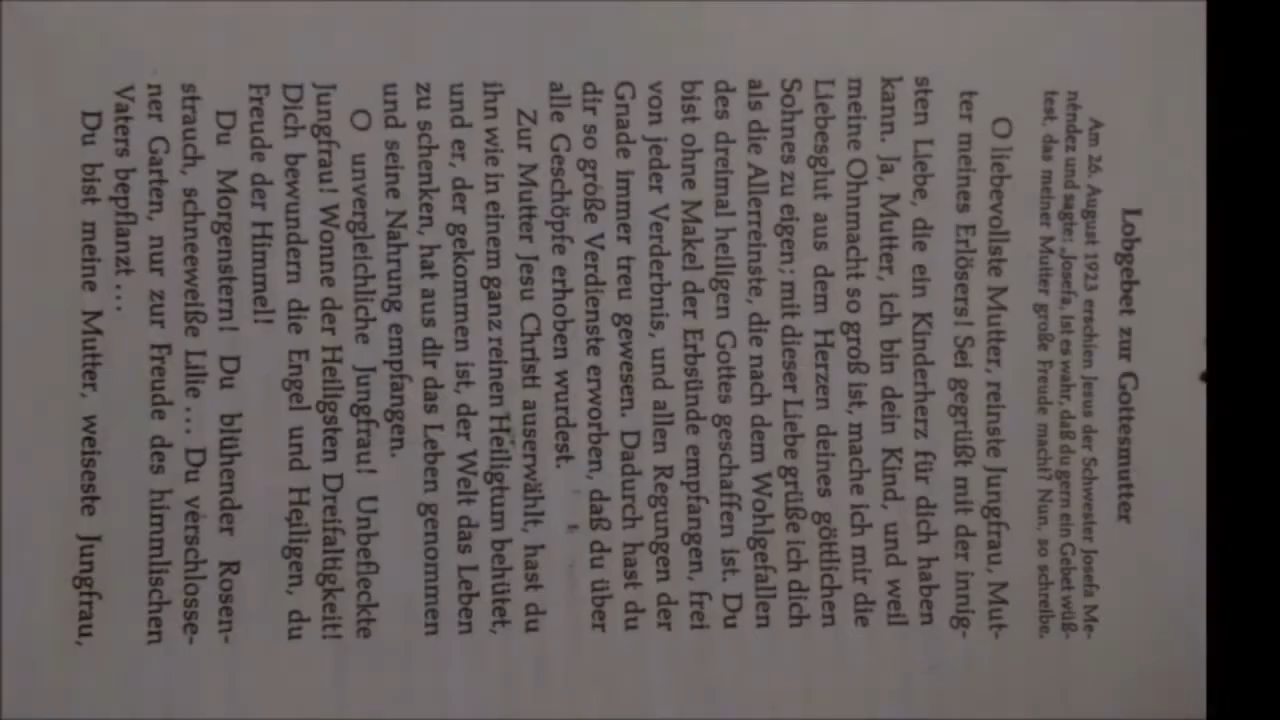 Lobgebet zur Gottesmutter
Am 26. August 1923 erschien Jesus der Schwester Josefa Me-
néndez und sagte: „Josefa, ist es wahr, daß du gern ein Gebet wüß-
test, das meiner Mutter große Freude macht? Nun, so schreibe.
O liebevollste Mutter, reinste Jungfrau, Mut-
ter meines Erlösers! Sei gegrüßt mit der innig-
sten Liebe, die ein Kinderherz für dich haben
kann. Ja, Mutter, ich bin dein Kind, und weil
meine Ohnmacht so groß ist, mache ich mir die
Liebesglut aus dem Herzen deines göttlichen
Sohnes zu eigen; mit dieser Liebe grüße ich dich
als die Allerreinste, die nach dem Wohlgefallen
des dreimal heiligen Gottes geschaffen ist. Du
bist ohne Makel der Erbsünde empfangen, frei
von jeder Verderbnis, und allen Regungen der
Gnade immer treu gewesen. Dadurch hast du
dir so große Verdienste erworben, daß du über
alle Geschöpfe erhoben wurdest.
Zur Mutter Jesu Christi auserwählt, hast du
ihn wie in einem ganz reinen Heiligtum behütet,
und er, der gekommen ist, der Welt das Leben
zu schenken, hat aus dir das Leben genommen
und seine Nahrung empfangen.
O unvergleichliche Jungfrau! Unbefleckte
Jungfrau! Wonne der Heiligsten Dreifaltigkeit!
Dich bewundern die Engel und Heiligen, du
Freude der Himmel!
Du Morgenstern! Du blühender Rosen-
strauch, schneeweiße Lilie ... Du verschlosse-
ner Garten, nur zur Freude des himmlischen
Vaters bepflanzt ...
Du bist meine Mutter, weiseste Jungfrau,